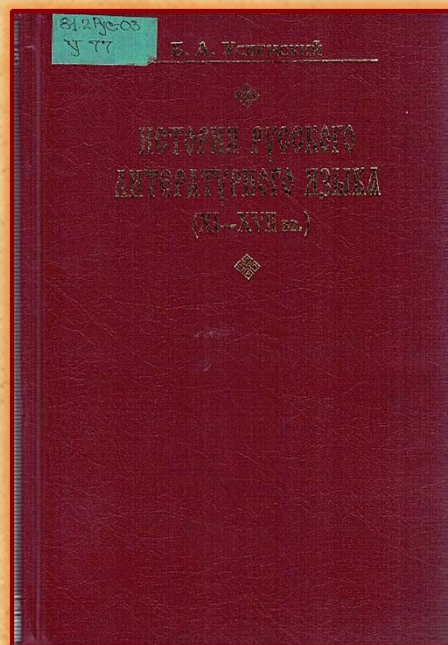 81.2Рус-03
У 77
Б. А. Успенский
ИСТОРИЯ РУССКОГО
ЛИТЕРАТУРНОГО ЯЗЫКА
(XI—XVII вв.)